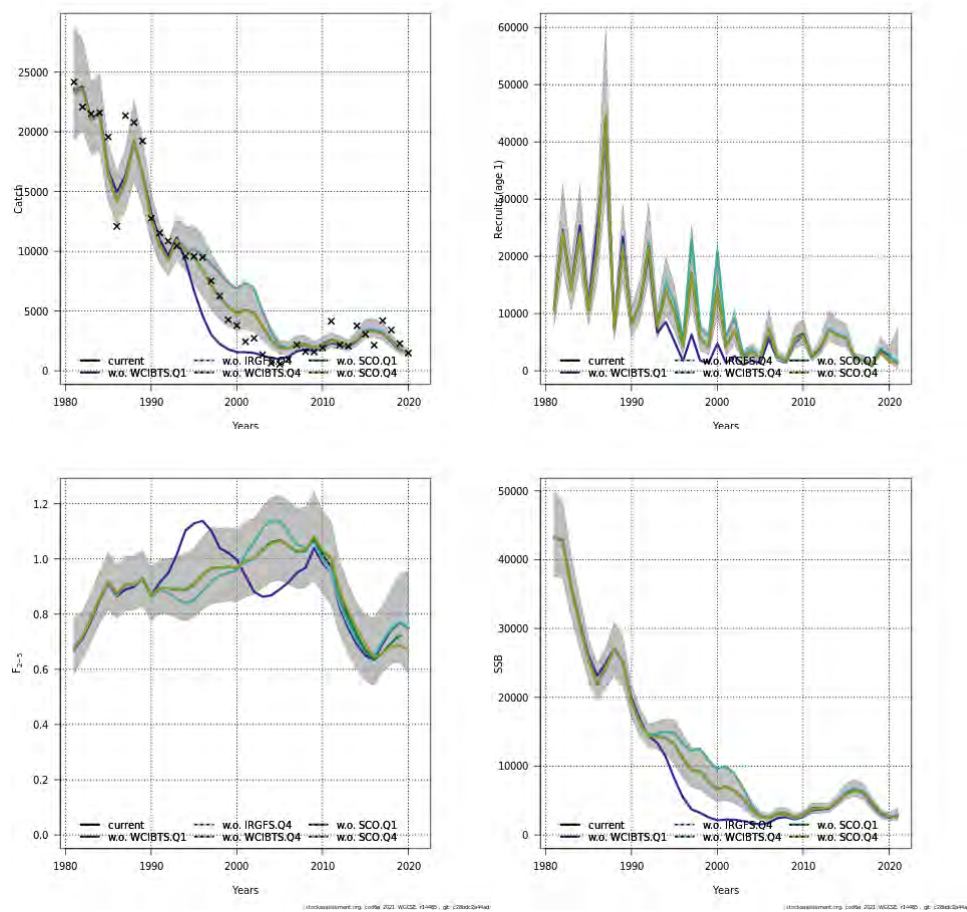 25000
20000
15000
10000
5000
0
Catch
current
w.o. WCIBTS.Q1
w.o. IRGFS.Q4
w.o. WCIBTS.Q4
w.o. SCO.Q1
w.o. SCO.Q4
1980 1990 2000 2010 2020
Years
60000
50000
40000
30000
20000
10000
0
Recruits (age 1)
current
w.o. WCIBTS.Q1
w.o. IRGFS.Q4
w.o. WCIBTS.Q4
w.o. SCO.Q1
w.o. SCO.Q4
1980 1990 2000 2010 2020
Years
1.2
1.0
0.8
0.6
0.4
0.2
0.0
F2–5
current
w.o. WCIBTS.Q1
w.o. IRGFS.Q4
w.o. WCIBTS.Q4
w.o. SCO.Q1
w.o. SCO.Q4
1980 1990 2000 2010 2020
Years
50000
40000
30000
20000
10000
0
SSB
current
w.o. WCIBTS.Q1
w.o. IRGFS.Q4
w.o. WCIBTS.Q4
w.o. SCO.Q1
w.o. SCO.Q4
1980 1990 2000 2010 2020
Years